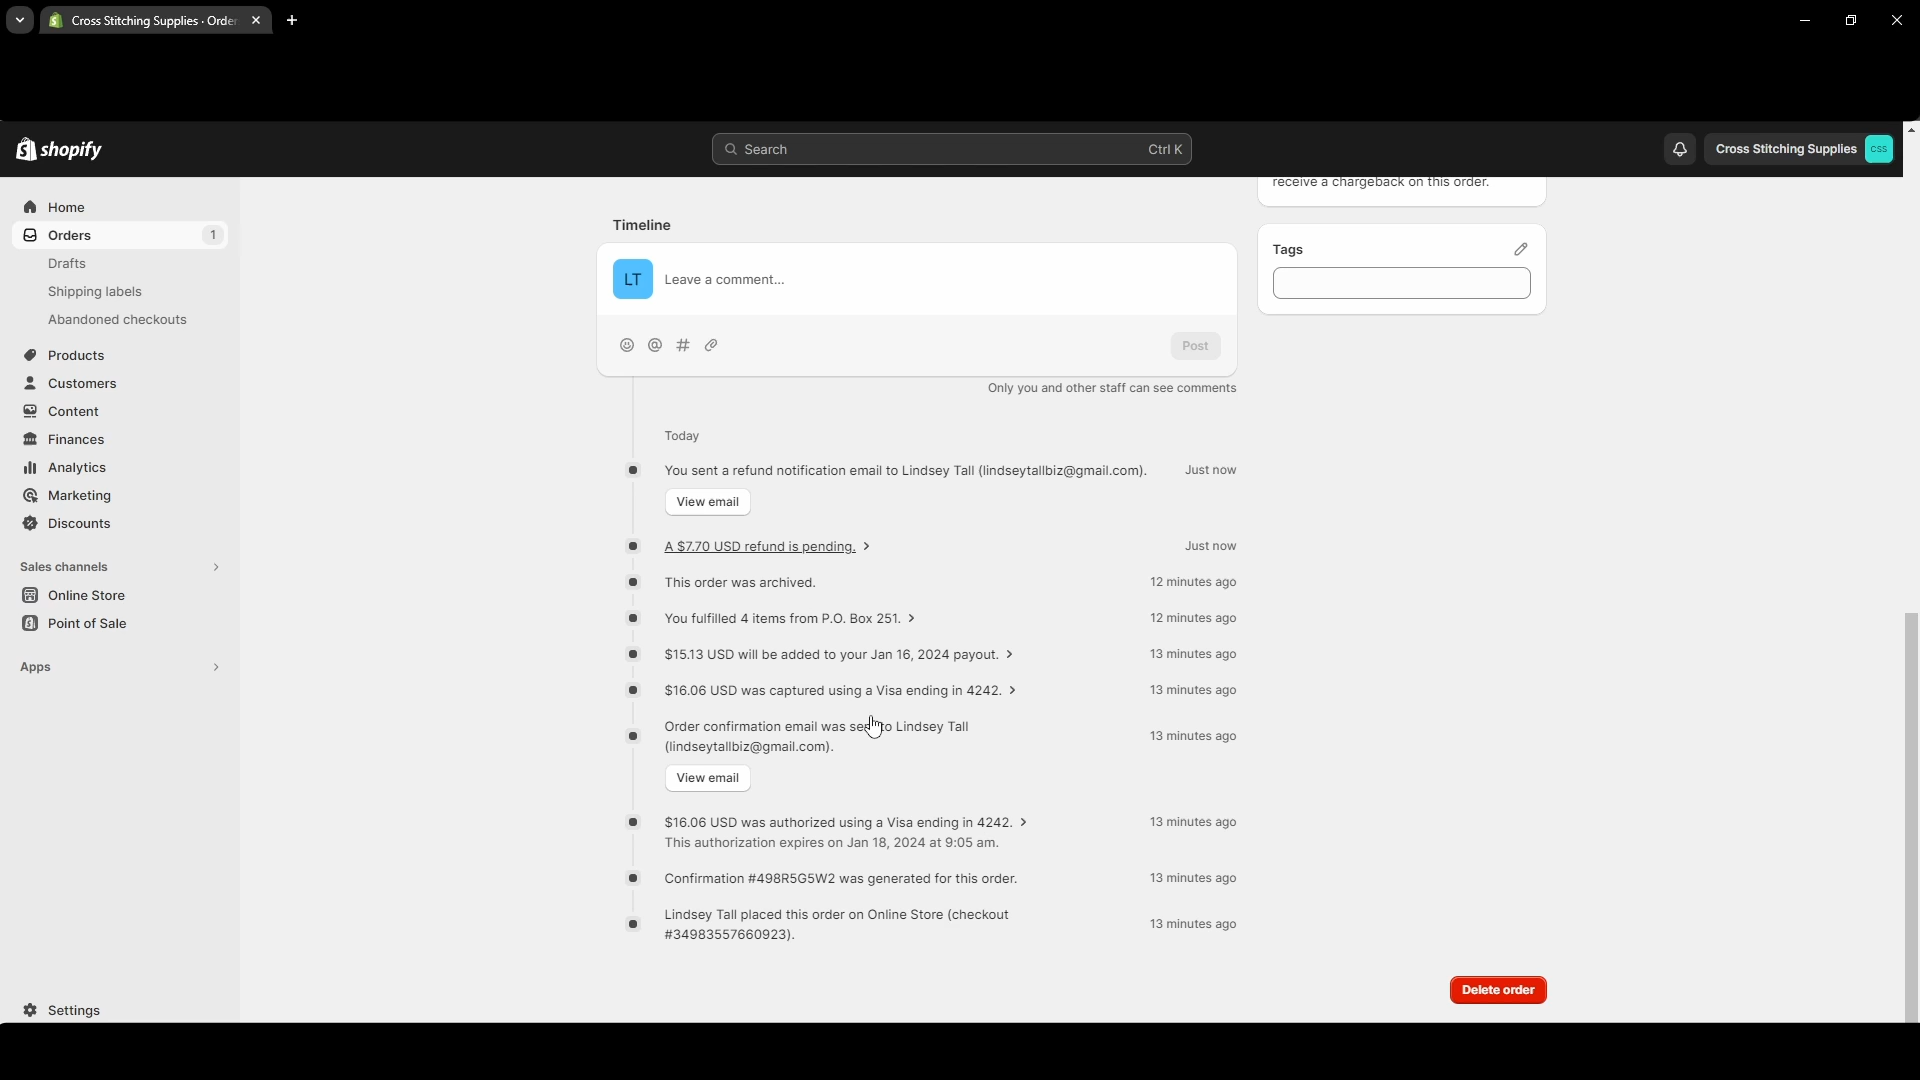 Cross Stitching Supplies · Order
shopify
Search
Ctrl K
Cross Stitching Supplies
CSS
Home
Orders
1
Drafts
Shipping labels
Abandoned checkouts
Products
Customers
Content
Finances
Analytics
Marketing
Discounts
Sales channels
Online Store
Point of Sale
Apps
Settings
receive a chargeback on this order.
Tags
Timeline
LT
Leave a comment...
Post
Only you and other staff can see comments
Today
You sent a refund notification email to Lindsey Tall (lindseytallbiz@gmail.com).
Just now
View email
A $7.70 USD refund is pending.
Just now
This order was archived.
12 minutes ago
You fulfilled 4 items from P.O. Box 251.
12 minutes ago
$15.13 USD will be added to your Jan 16, 2024 payout.
13 minutes ago
$16.06 USD was captured using a Visa ending in 4242.
13 minutes ago
Order confirmation email was sent to Lindsey Tall
(lindseytallbiz@gmail.com).
13 minutes ago
View email
$16.06 USD was authorized using a Visa ending in 4242.
This authorization expires on Jan 18, 2024 at 9:05 am.
13 minutes ago
Confirmation #498R5G5W2 was generated for this order.
13 minutes ago
Lindsey Tall placed this order on Online Store (checkout
#34983557660923).
13 minutes ago
Delete order